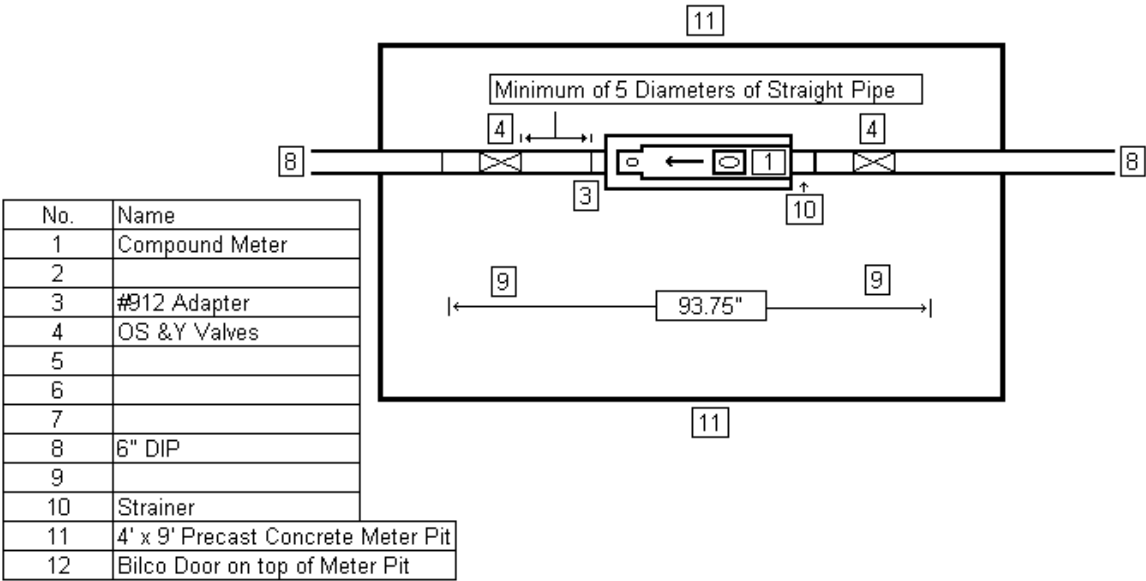 11
Minimum of 5 Diameters of Straight Pipe
4
4
8
1
8
3
10
9
9
93.75"
11
No. Name
1 Compound Meter
2
3 #912 Adapter
4 OS &Y Valves
5
6
7
8 6" DIP
9
10 Strainer
11 4' x 9' Precast Concrete Meter Pit
12 Bilco Door on top of Meter Pit